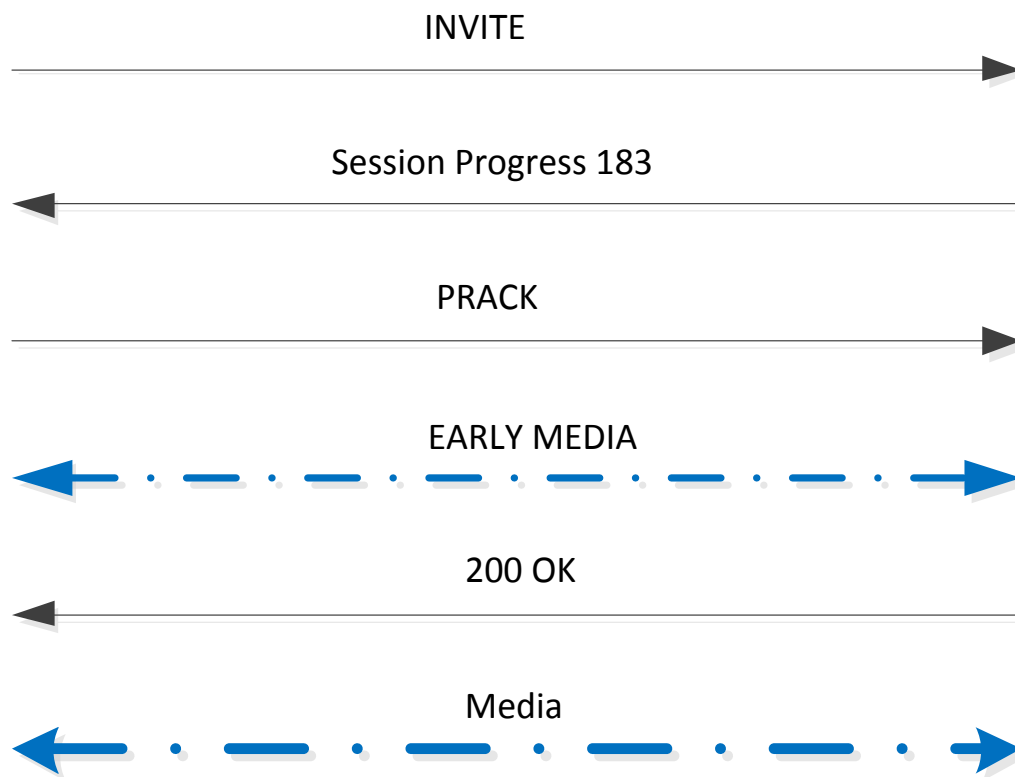 INVITE
Session Progress 183
PRACK
EARLY MEDIA
200 OK
Media